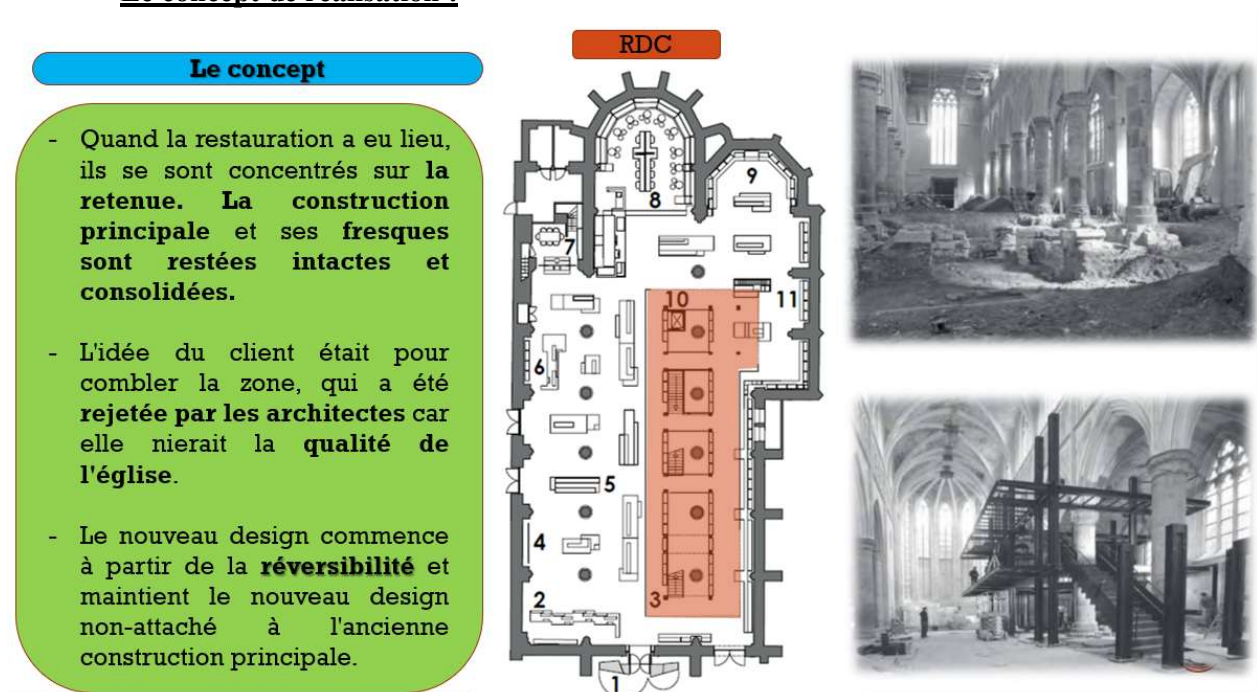 Le concept de réalisation :
Le concept
- Quand la restauration a eu lieu,
ils se sont concentrés sur la
retenue. La construction
principale et ses fresques
sont restées intactes et
consolidées.
- L'idée du client était pour
combler la zone, qui a été
rejetée par les architectes car
elle nierait la qualité de
l'église.
- Le nouveau design commence
à partir de la réversibilité et
maintient le nouveau design
non-attaché à l'ancienne
construction principale.
RDC
9
8
7
10
11
6
5
4
2
3
1